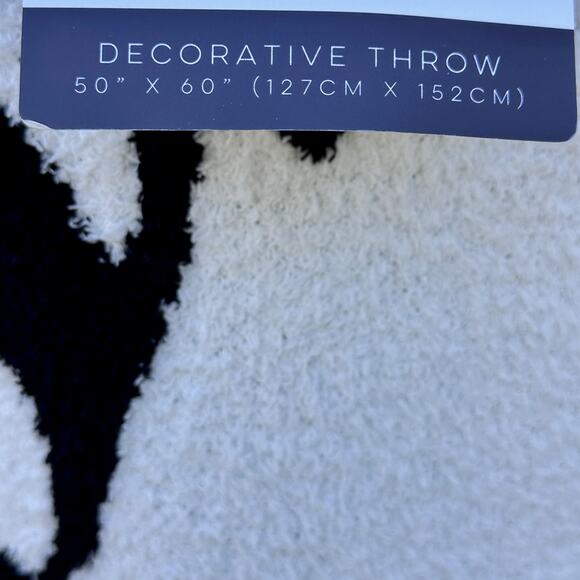 DECORATIVE THROW
50” X 60” (127CM X 152CM)